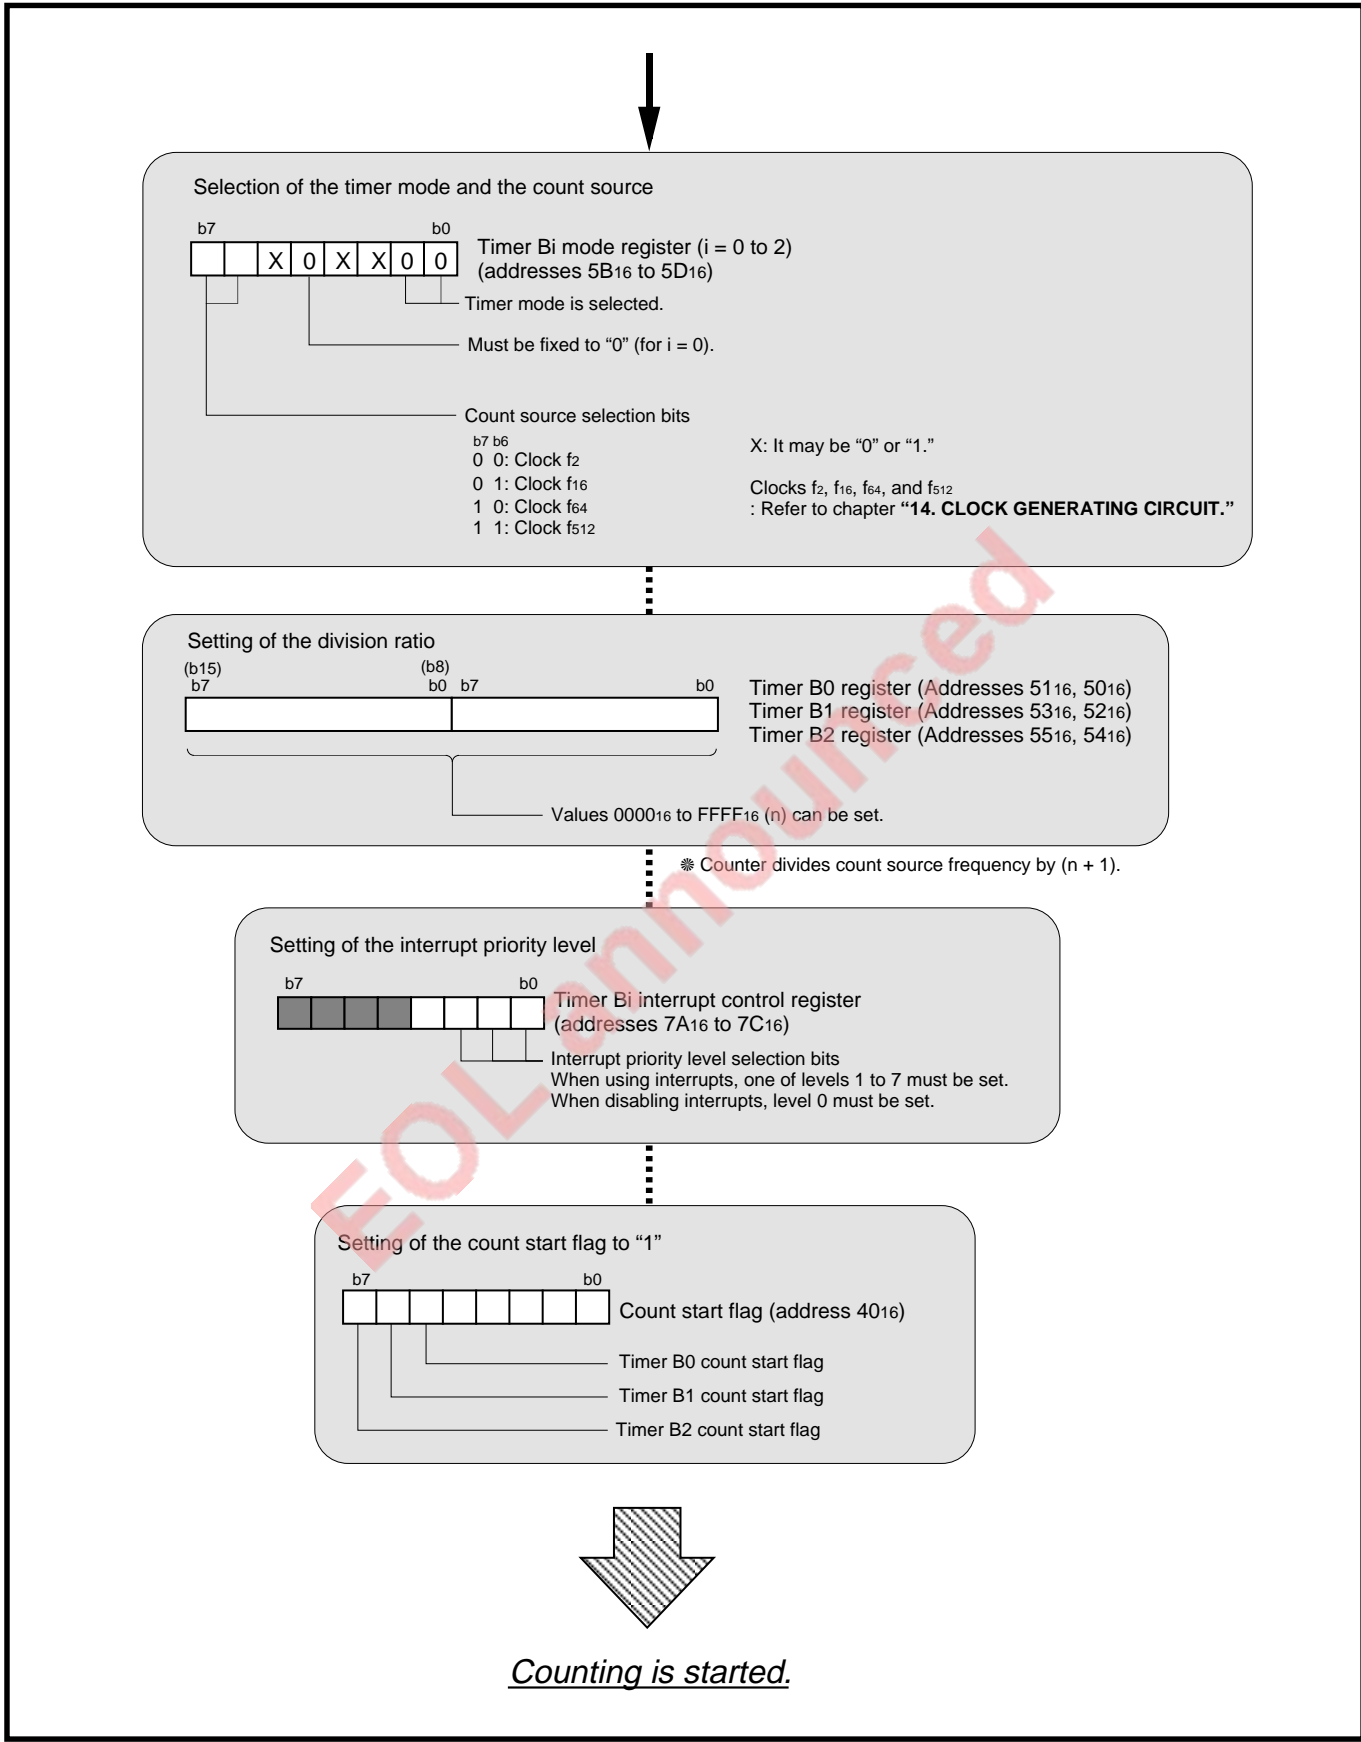 Selection of the timer mode and the count source
b7 b0
X 0 X X 0 0
Timer Bi mode register (i = 0 to 2)
(addresses 5B16 to 5D16)
Timer mode is selected.
Must be fixed to “0” (for i = 0).
Count source selection bits
b7 b6
0 0: Clock f2
0 1: Clock f16
1 0: Clock f64
1 1: Clock f512
X: It may be “0” or “1.”
Clocks f2, f16, f64, and f512
: Refer to chapter “14. CLOCK GENERATING CIRCUIT.”
Setting of the division ratio
(b15) (b8)
b7 b0 b7 b0
Timer B0 register (Addresses 5116, 5016)
Timer B1 register (Addresses 5316, 5216)
Timer B2 register (Addresses 5516, 5416)
Values 000016 to FFFF16 (n) can be set.
❋ Counter divides count source frequency by (n + 1).
Setting of the interrupt priority level
b7 b0
Timer Bi interrupt control register
(addresses 7A16 to 7C16)
Interrupt priority level selection bits
When using interrupts, one of levels 1 to 7 must be set.
When disabling interrupts, level 0 must be set.
Setting of the count start flag to “1”
b7 b0
Count start flag (address 4016)
Timer B0 count start flag
Timer B1 count start flag
Timer B2 count start flag
Counting is started.
EOL announced